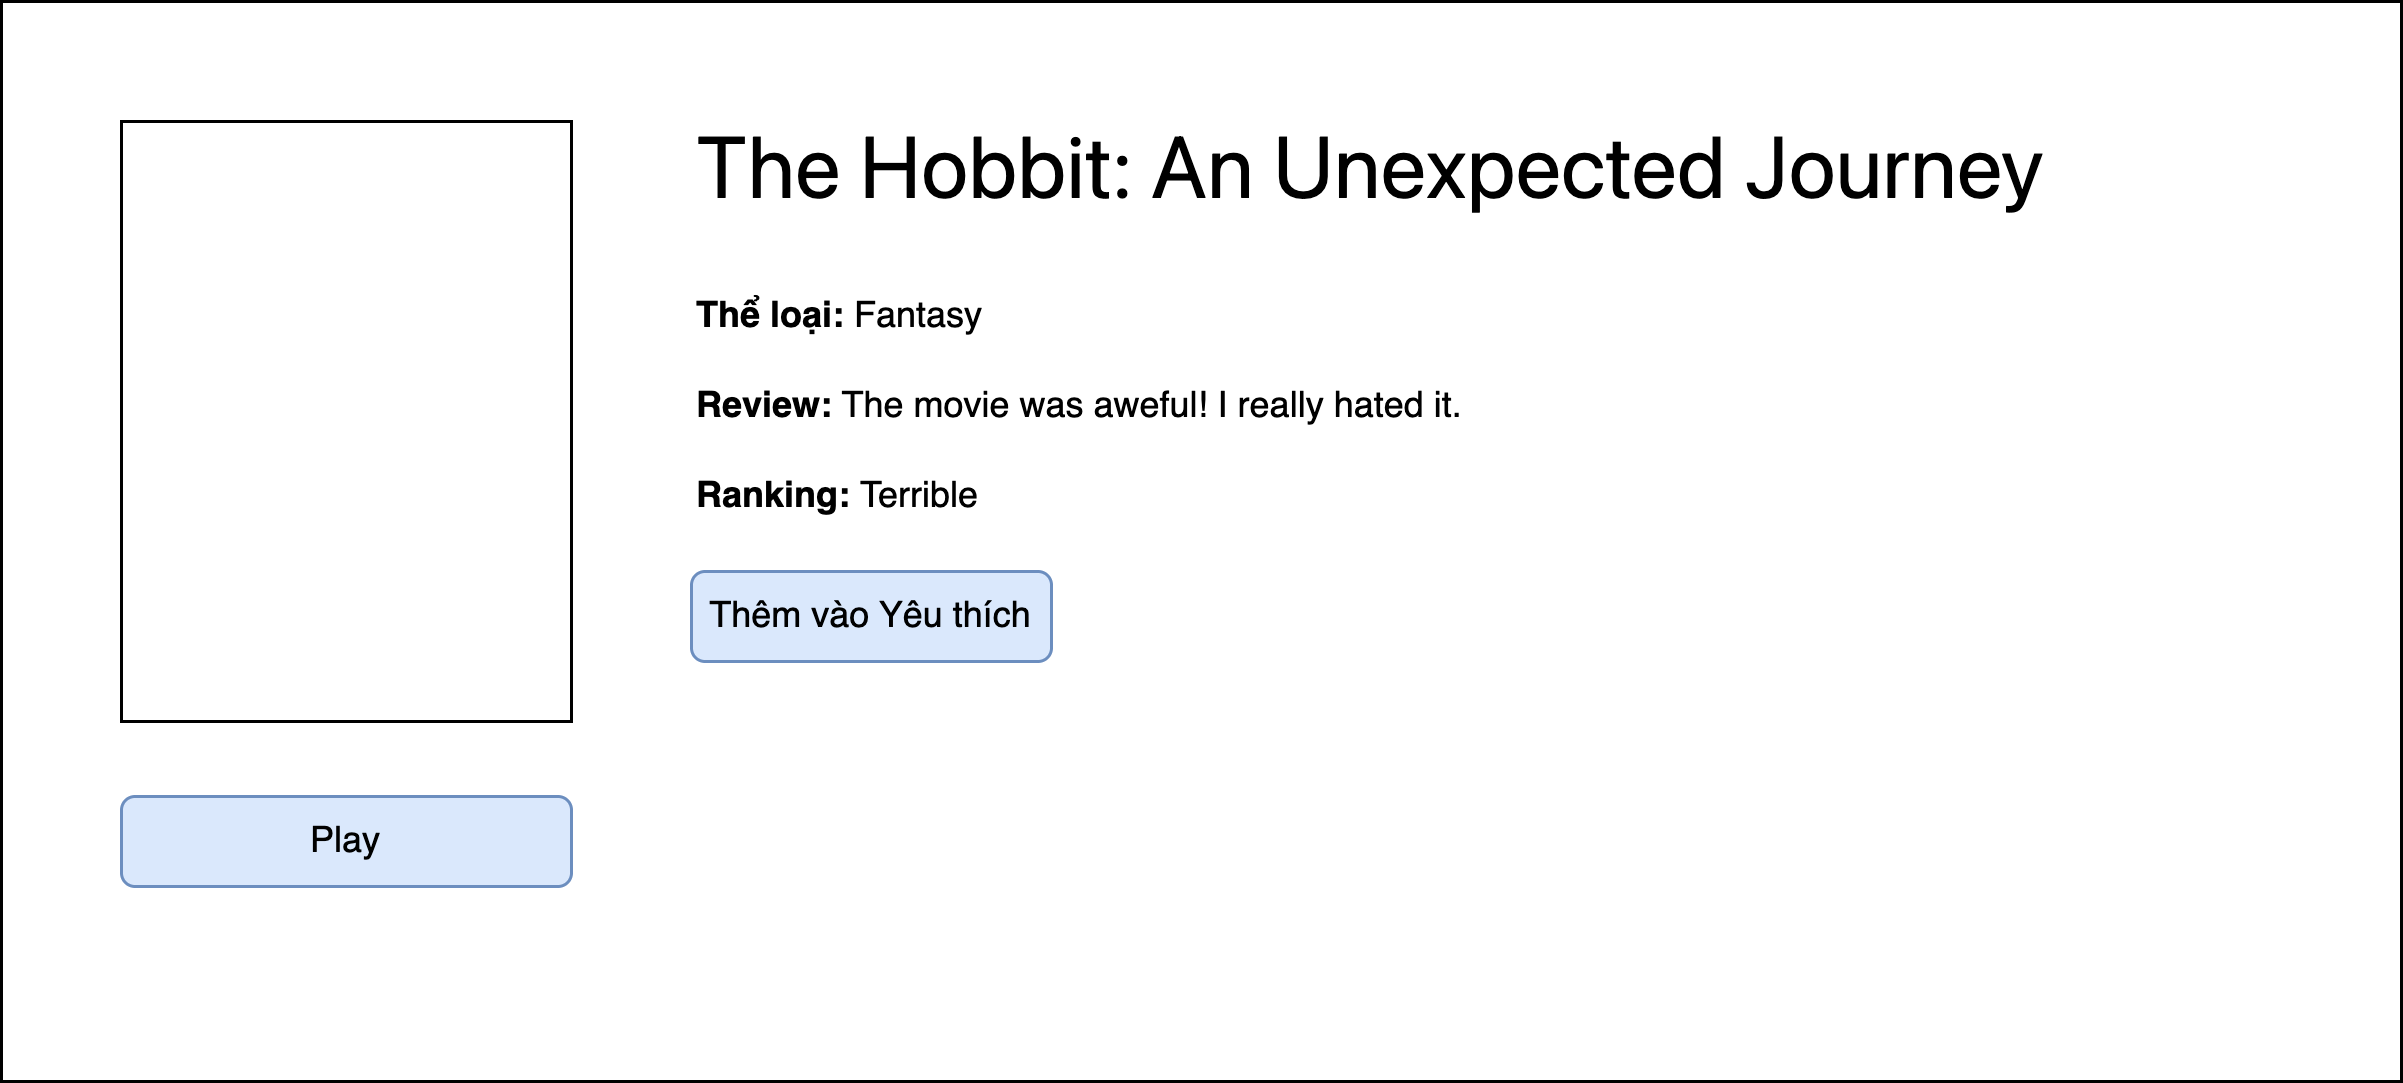 The Hobbit: An Unexpected Journey
Thể loại: Fantasy
Review: The movie was aweful! I really hated it.
Ranking: Terrible
Thêm vào Yêu thích
Play